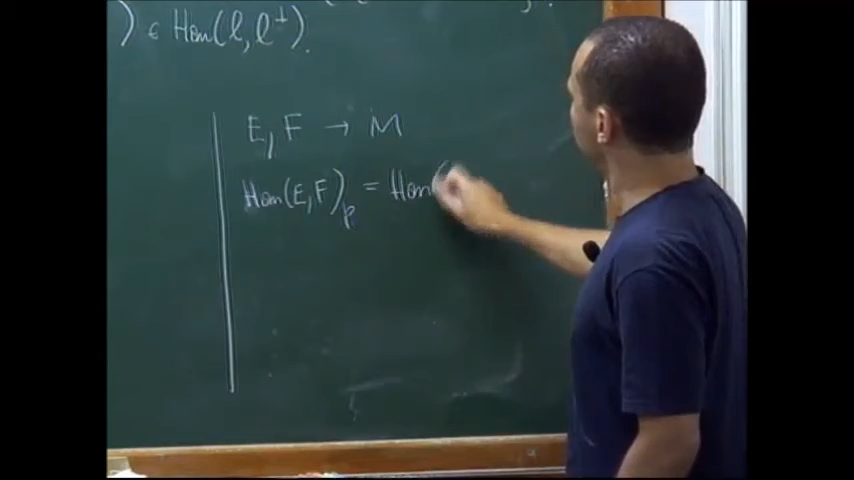 ) ∈ Hom(l, l^⊥).
E, F → M
Hom(E, F)_p = Hom(